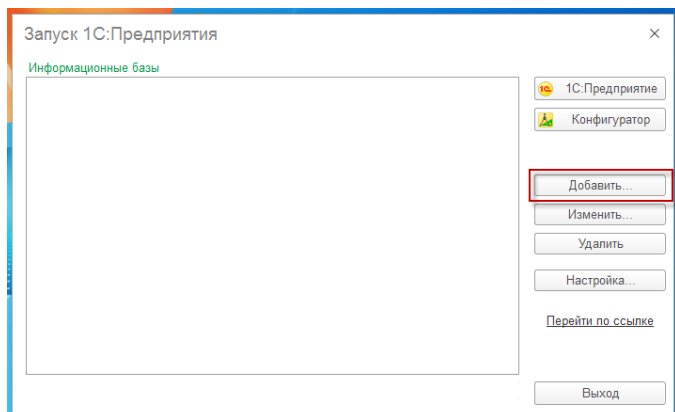 Запуск 1С:Предприятия
Информационные базы
1С:Предприятие
Конфигуратор
Добавить...
Изменить...
Удалить
Настройка...
Перейти по ссылке
Выход